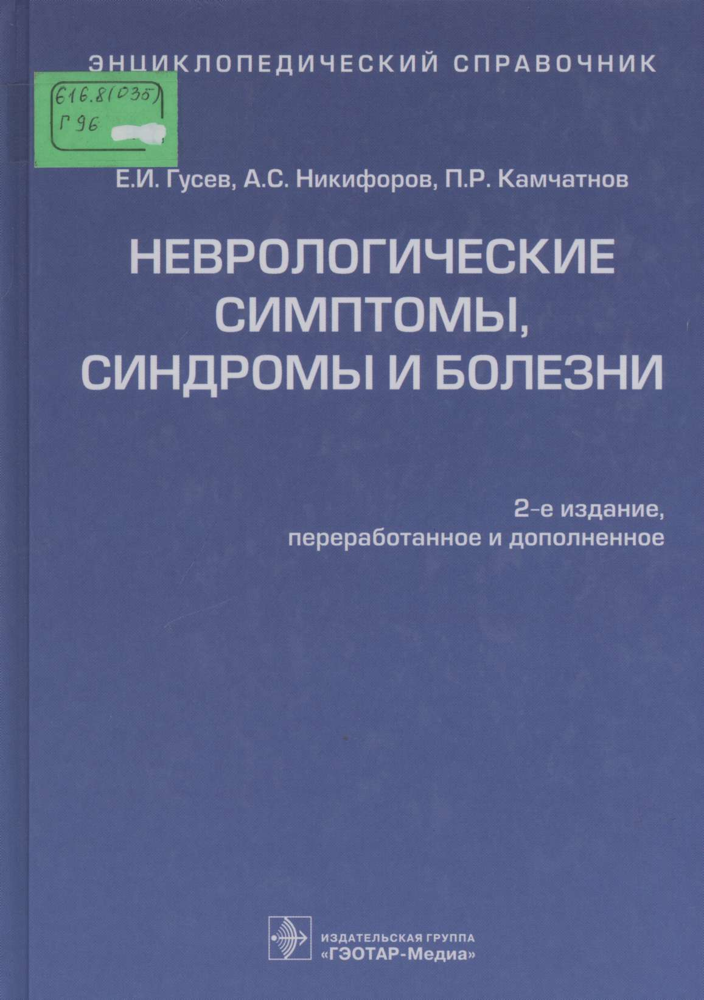 ЭНЦИКЛОПЕДИЧЕСКИЙ СПРАВОЧНИК
616.8(035)
Г 96
Е.И. Гусев, А.С. Никифоров, П.Р. Камчатнов
НЕВРОЛОГИЧЕСКИЕ
СИМПТОМЫ,
СИНДРОМЫ И БОЛЕЗНИ
2-е издание,
переработанное и дополненное
ИЗДАТЕЛЬСКАЯ ГРУППА
«ГЭОТАР-Медиа»